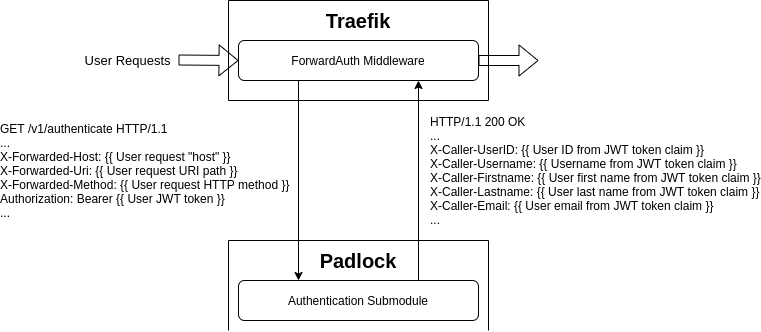 Traefik
User Requests
ForwardAuth Middleware
GET /v1/authenticate HTTP/1.1
...
X-Forwarded-Host: {{ User request "host" }}
X-Forwarded-Uri: {{ User request URI path }}
X-Forwarded-Method: {{ User request HTTP method }}
Authorization: Bearer {{ User JWT token }}
...
HTTP/1.1 200 OK
...
X-Caller-UserID: {{ User ID from JWT token claim }}
X-Caller-Username: {{ Username from JWT token claim }}
X-Caller-Firstname: {{ User first name from JWT token claim }}
X-Caller-Lastname: {{ User last name from JWT token claim }}
X-Caller-Email: {{ User email from JWT token claim }}
...
Padlock
Authentication Submodule